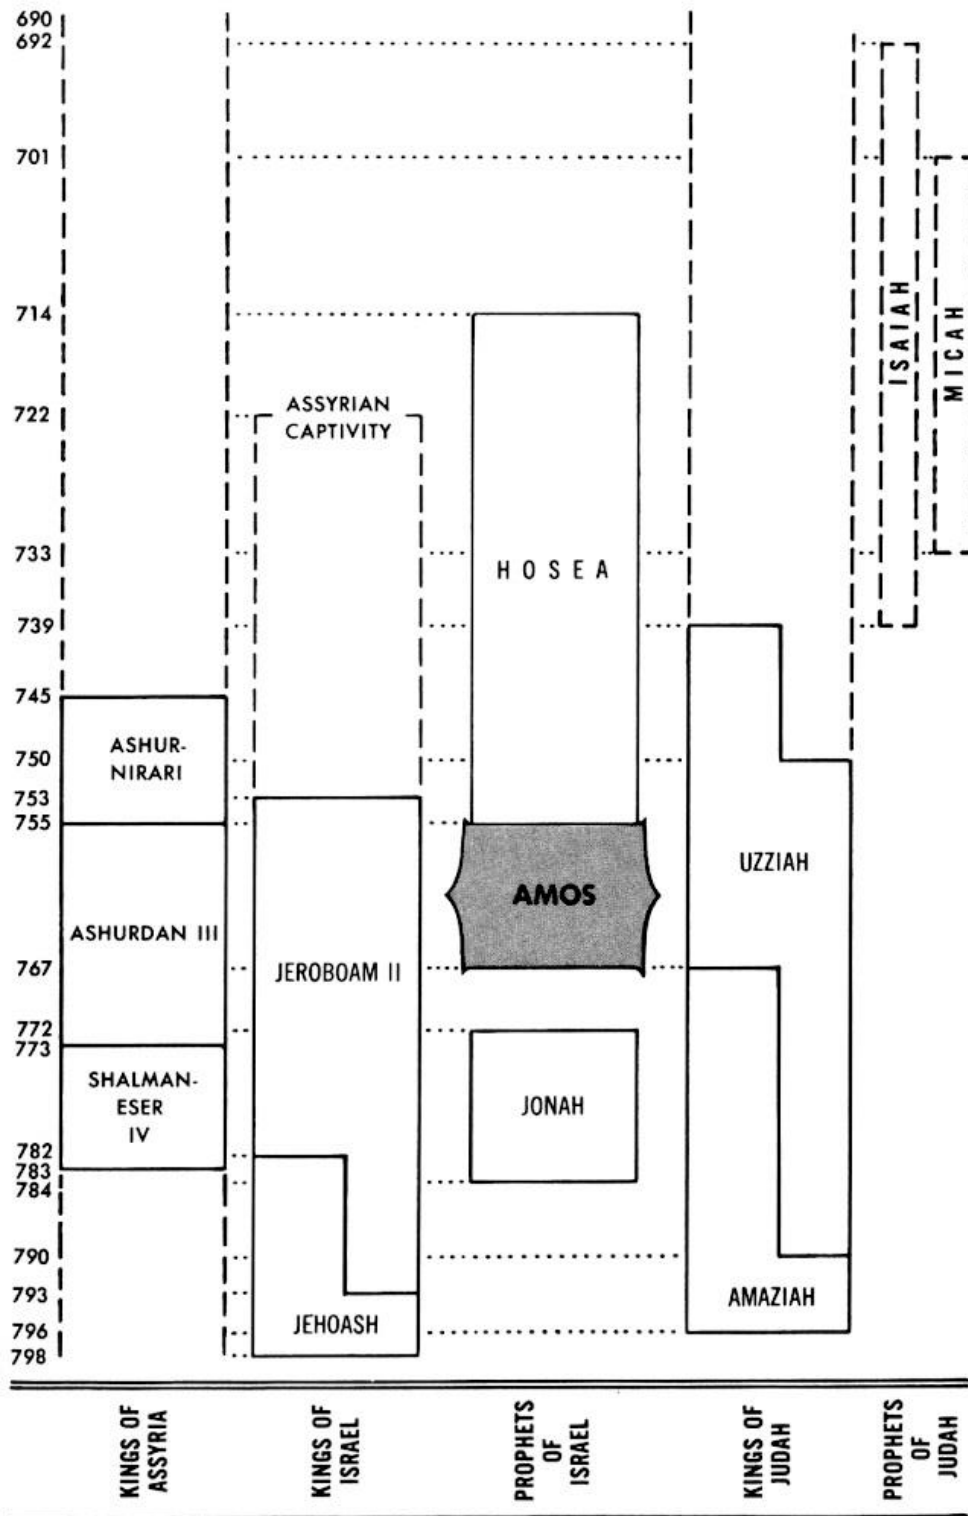 690
692
701
714
722
733
739
745
750
753
755
767
772
773
782
783
784
790
793
796
798
ASHUR-
NIRARI
ASHURDAN III
SHALMAN-
ESER
IV
ASSYRIAN
CAPTIVITY
JEROBOAM II
JEHOASH
HOSEA
AMOS
JONAH
UZZIAH
AMAZIAH
ISAIAH
MICAH
KINGS OF
ASSYRIA
KINGS OF
ISRAEL
PROPHETS
OF
ISRAEL
KINGS OF
JUDAH
PROPHETS
OF
JUDAH